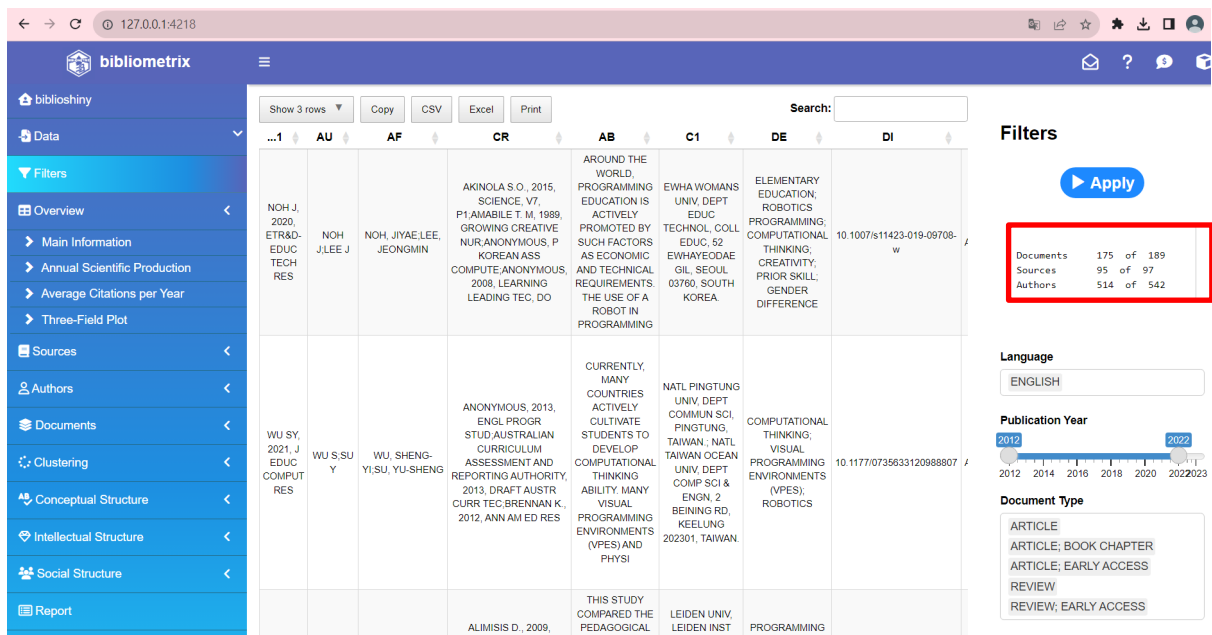 127.0.0.1:4218
bibliometrix
biblioshiny
Data
Filters
Overview
Main Information
Annual Scientific Production
Average Citations per Year
Three-Field Plot
Sources
Authors
Documents
Clustering
Conceptual Structure
Intellectual Structure
Social Structure
Report
Show 3 rows Copy CSV Excel Print Search:
...1 AU AF CR AB C1 DE DI
NOH J,
2020,
ETR&D-
EDUC
TECH
RES
NOH
J;LEE J
NOH, JIYAE;LEE,
JEONGMIN
AKINOLA S.O., 2015,
SCIENCE, V7,
P1;AMABILE T. M, 1989,
GROWING CREATIVE
NUR;ANONYMOUS, P
KOREAN ASS
COMPUTE;ANONYMOUS,
2008, LEARNING
LEADING TEC, DO
AROUND THE
WORLD,
PROGRAMMING
EDUCATION IS
ACTIVELY
PROMOTED BY
SUCH FACTORS
AS ECONOMIC
AND TECHNICAL
REQUIREMENTS.
THE USE OF A
ROBOT IN
PROGRAMMING
EWHA WOMANS
UNIV, DEPT
EDUC
TECHNOL, COLL
EDUC, 52
EWHAYEODAE
GIL, SEOUL
03760, SOUTH
KOREA.
ELEMENTARY
EDUCATION;
ROBOTICS
PROGRAMMING;
COMPUTATIONAL
THINKING;
CREATIVITY;
PRIOR SKILL;
GENDER
DIFFERENCE
10.1007/s11423-019-09708-
w
WU SY,
2021, J
EDUC
COMPUT
RES
WU S;SU
Y
WU, SHENG-
YI;SU, YU-SHENG
ANONYMOUS, 2013,
ENGL PROGR
STUD;AUSTRALIAN
CURRICULUM
ASSESSMENT AND
REPORTING AUTHORITY,
2013, DRAFT AUSTR
CURR TEC;BRENNAN K.,
2012, ANN AM ED RES
CURRENTLY,
MANY
COUNTRIES
ACTIVELY
CULTIVATE
STUDENTS TO
DEVELOP
COMPUTATIONAL
THINKING
ABILITY. MANY
VISUAL
PROGRAMMING
ENVIRONMENTS
(VPES) AND
PHYSI
NATL PINGTUNG
UNIV, DEPT
COMMUN SCI,
PINGTUNG,
TAIWAN.; NATL
TAIWAN OCEAN
UNIV, DEPT
COMP SCI &
ENGN, 2
BEINING RD,
KEELUNG
202301, TAIWAN.
COMPUTATIONAL
THINKING;
VISUAL
PROGRAMMING
ENVIRONMENTS
(VPES);
ROBOTICS
10.1177/0735633120988807
ALIMISIS D., 2009,
THIS STUDY
COMPARED THE
PEDAGOGICAL
LEIDEN UNIV,
LEIDEN INST
PROGRAMMING
Filters
Apply
Documents 175 of 189
Sources 95 of 97
Authors 514 of 542
Language
ENGLISH
Publication Year
2012 2022
2012 2014 2016 2018 2020 20222023
Document Type
ARTICLE
ARTICLE; BOOK CHAPTER
ARTICLE; EARLY ACCESS
REVIEW
REVIEW; EARLY ACCESS